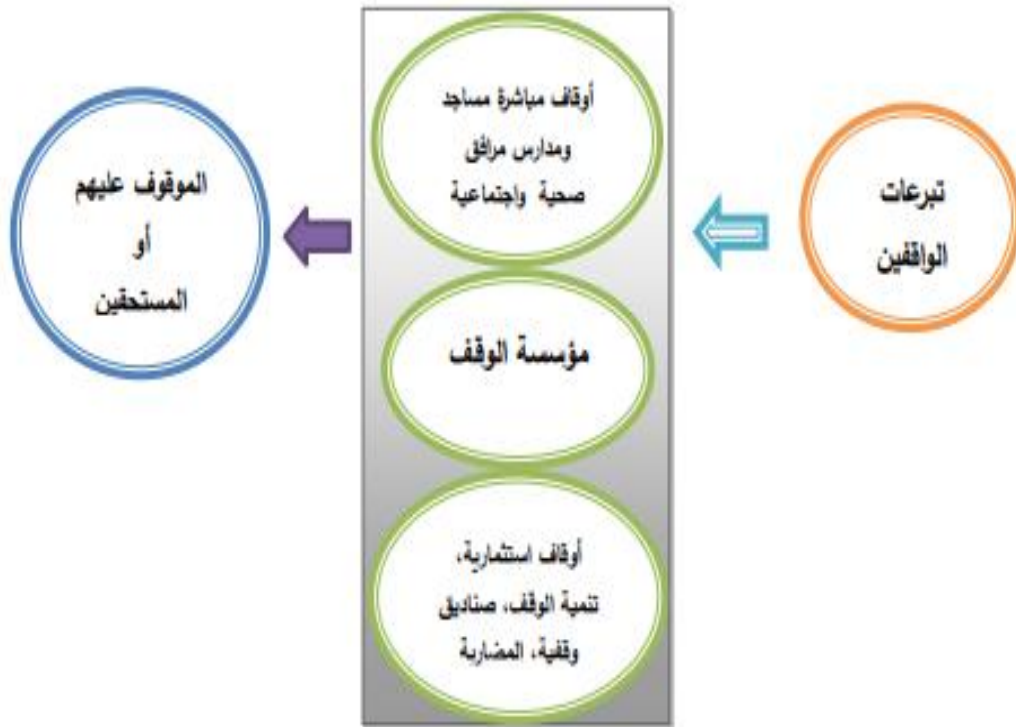 تبرعات
الواقفين
أوقاف مباشرة مساجد
ومدارس مرافق
صحية واجتماعية
مؤسسة الوقف
أوقاف استثمارية،
تنمية الوقف، صناديق
وقفية، المضاربة
الموقوف عليهم
أو
المستحقين